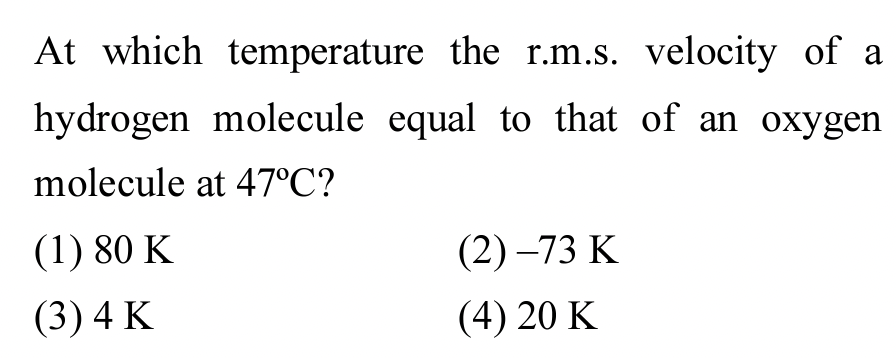 At which temperature the r.m.s. velocity of a
hydrogen molecule equal to that of an oxygen
molecule at 47ºC?
(1) 80 K (2) –73 K
(3) 4 K (4) 20 K